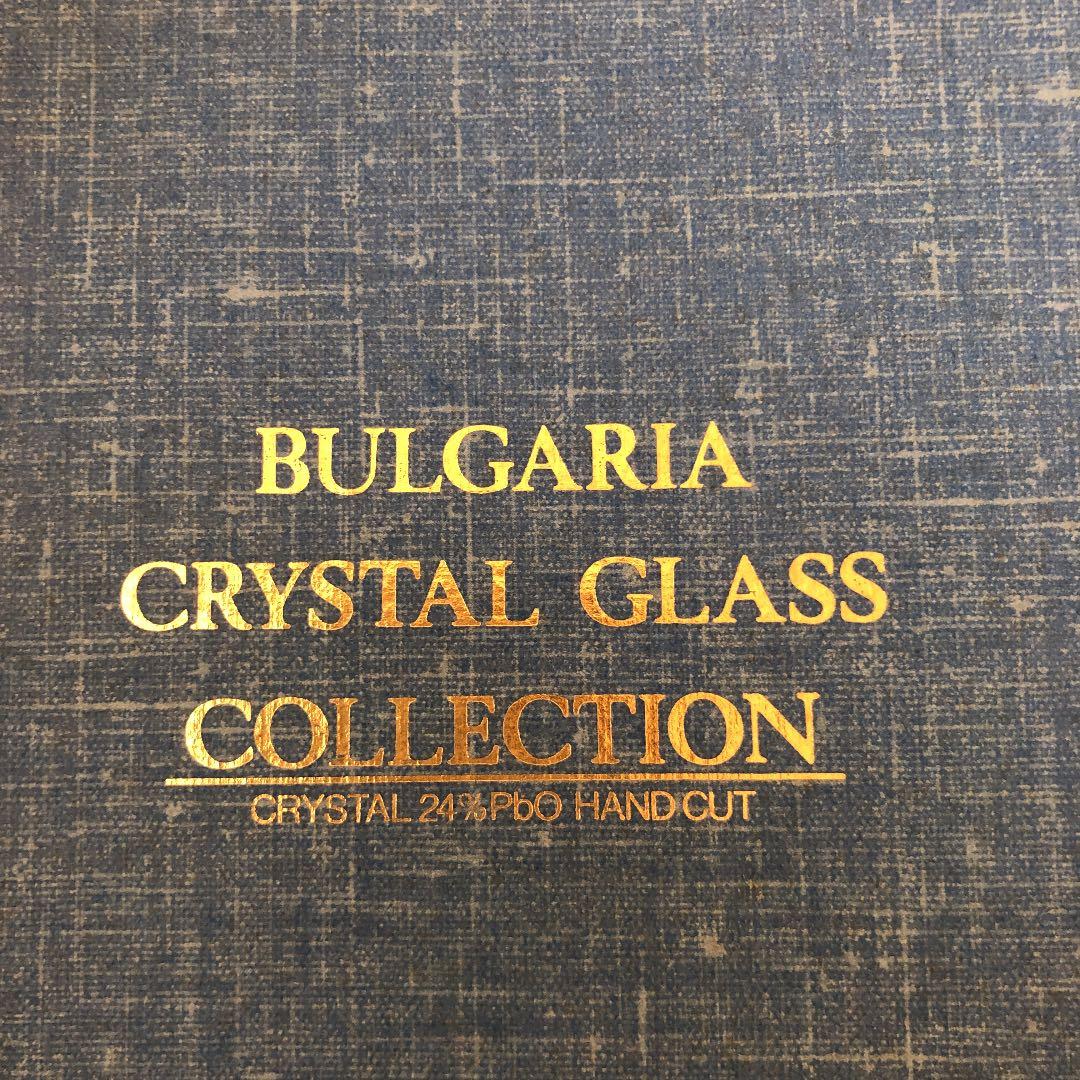 BULGARIA
CRYSTAL GLASS
COLLECTION
CRYSTAL 24% PbO HAND CUT